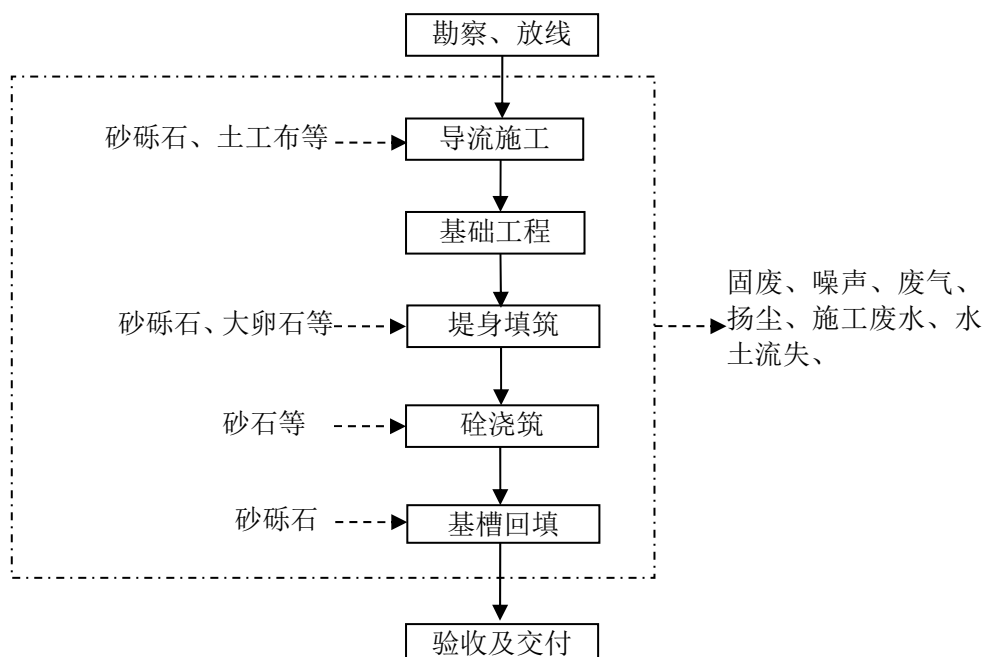 勘察、放线
砂砾石、土工布等
导流施工
基础工程
砂砾石、大卵石等
堤身填筑
固废、噪声、废气、
扬尘、施工废水、水
土流失、
砂石等
砼浇筑
砂砾石
基槽回填
验收及交付